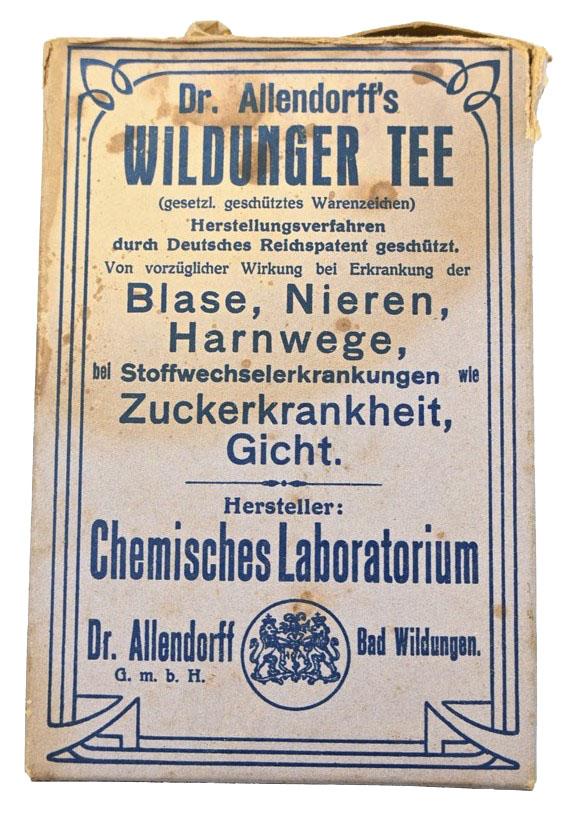 Dr. Allendorff's
WiLDUNGER TEE
(gesetzl. geschütztes Warenzeichen)
Herstellungsverfahren
durch Deutsches Reichspatent geschützt.
Von vorzüglicher Wirkung bei Erkrankung der
Blase, Nieren,
Harnwege,
bei Stoffwechselerkrankungen wie
Zuckerkrankheit,
Gicht.
Hersteller:
Chemisches Laboratorium
Dr. Allendorff Bad Wildungen.
G. m. b. H.